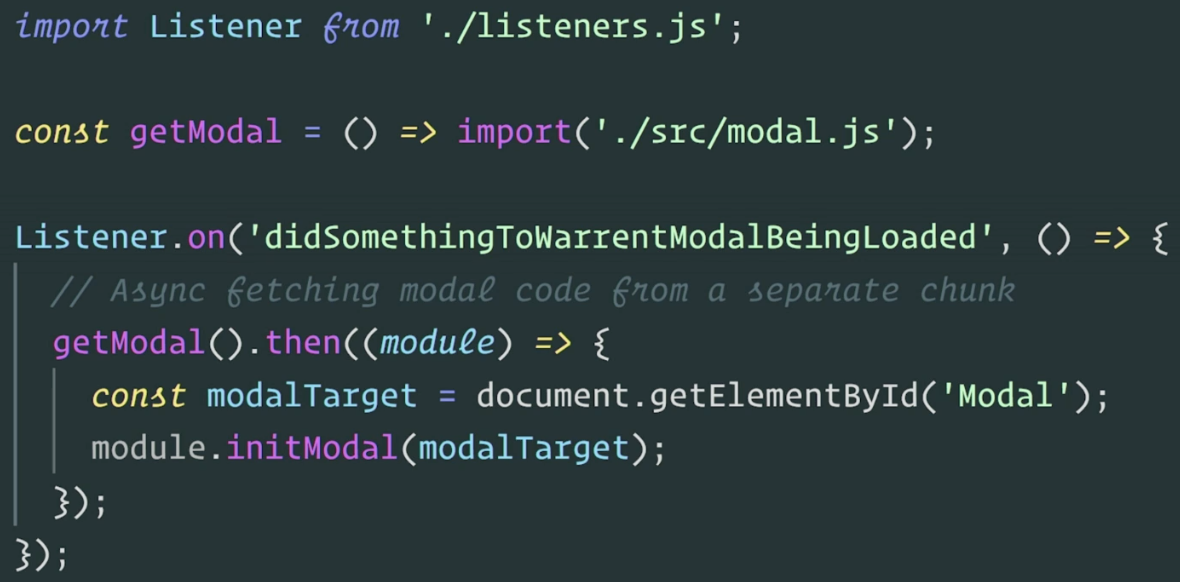 import Listener from './listeners.js';
const getModal = () => import('./src/modal.js');
Listener.on('didSomethingToWarrentModalBeingLoaded', () => {
// Async fetching modal code from a separate chunk
getModal().then((module) => {
const modalTarget = document.getElementById('Modal');
module.initModal(modalTarget);
});
});